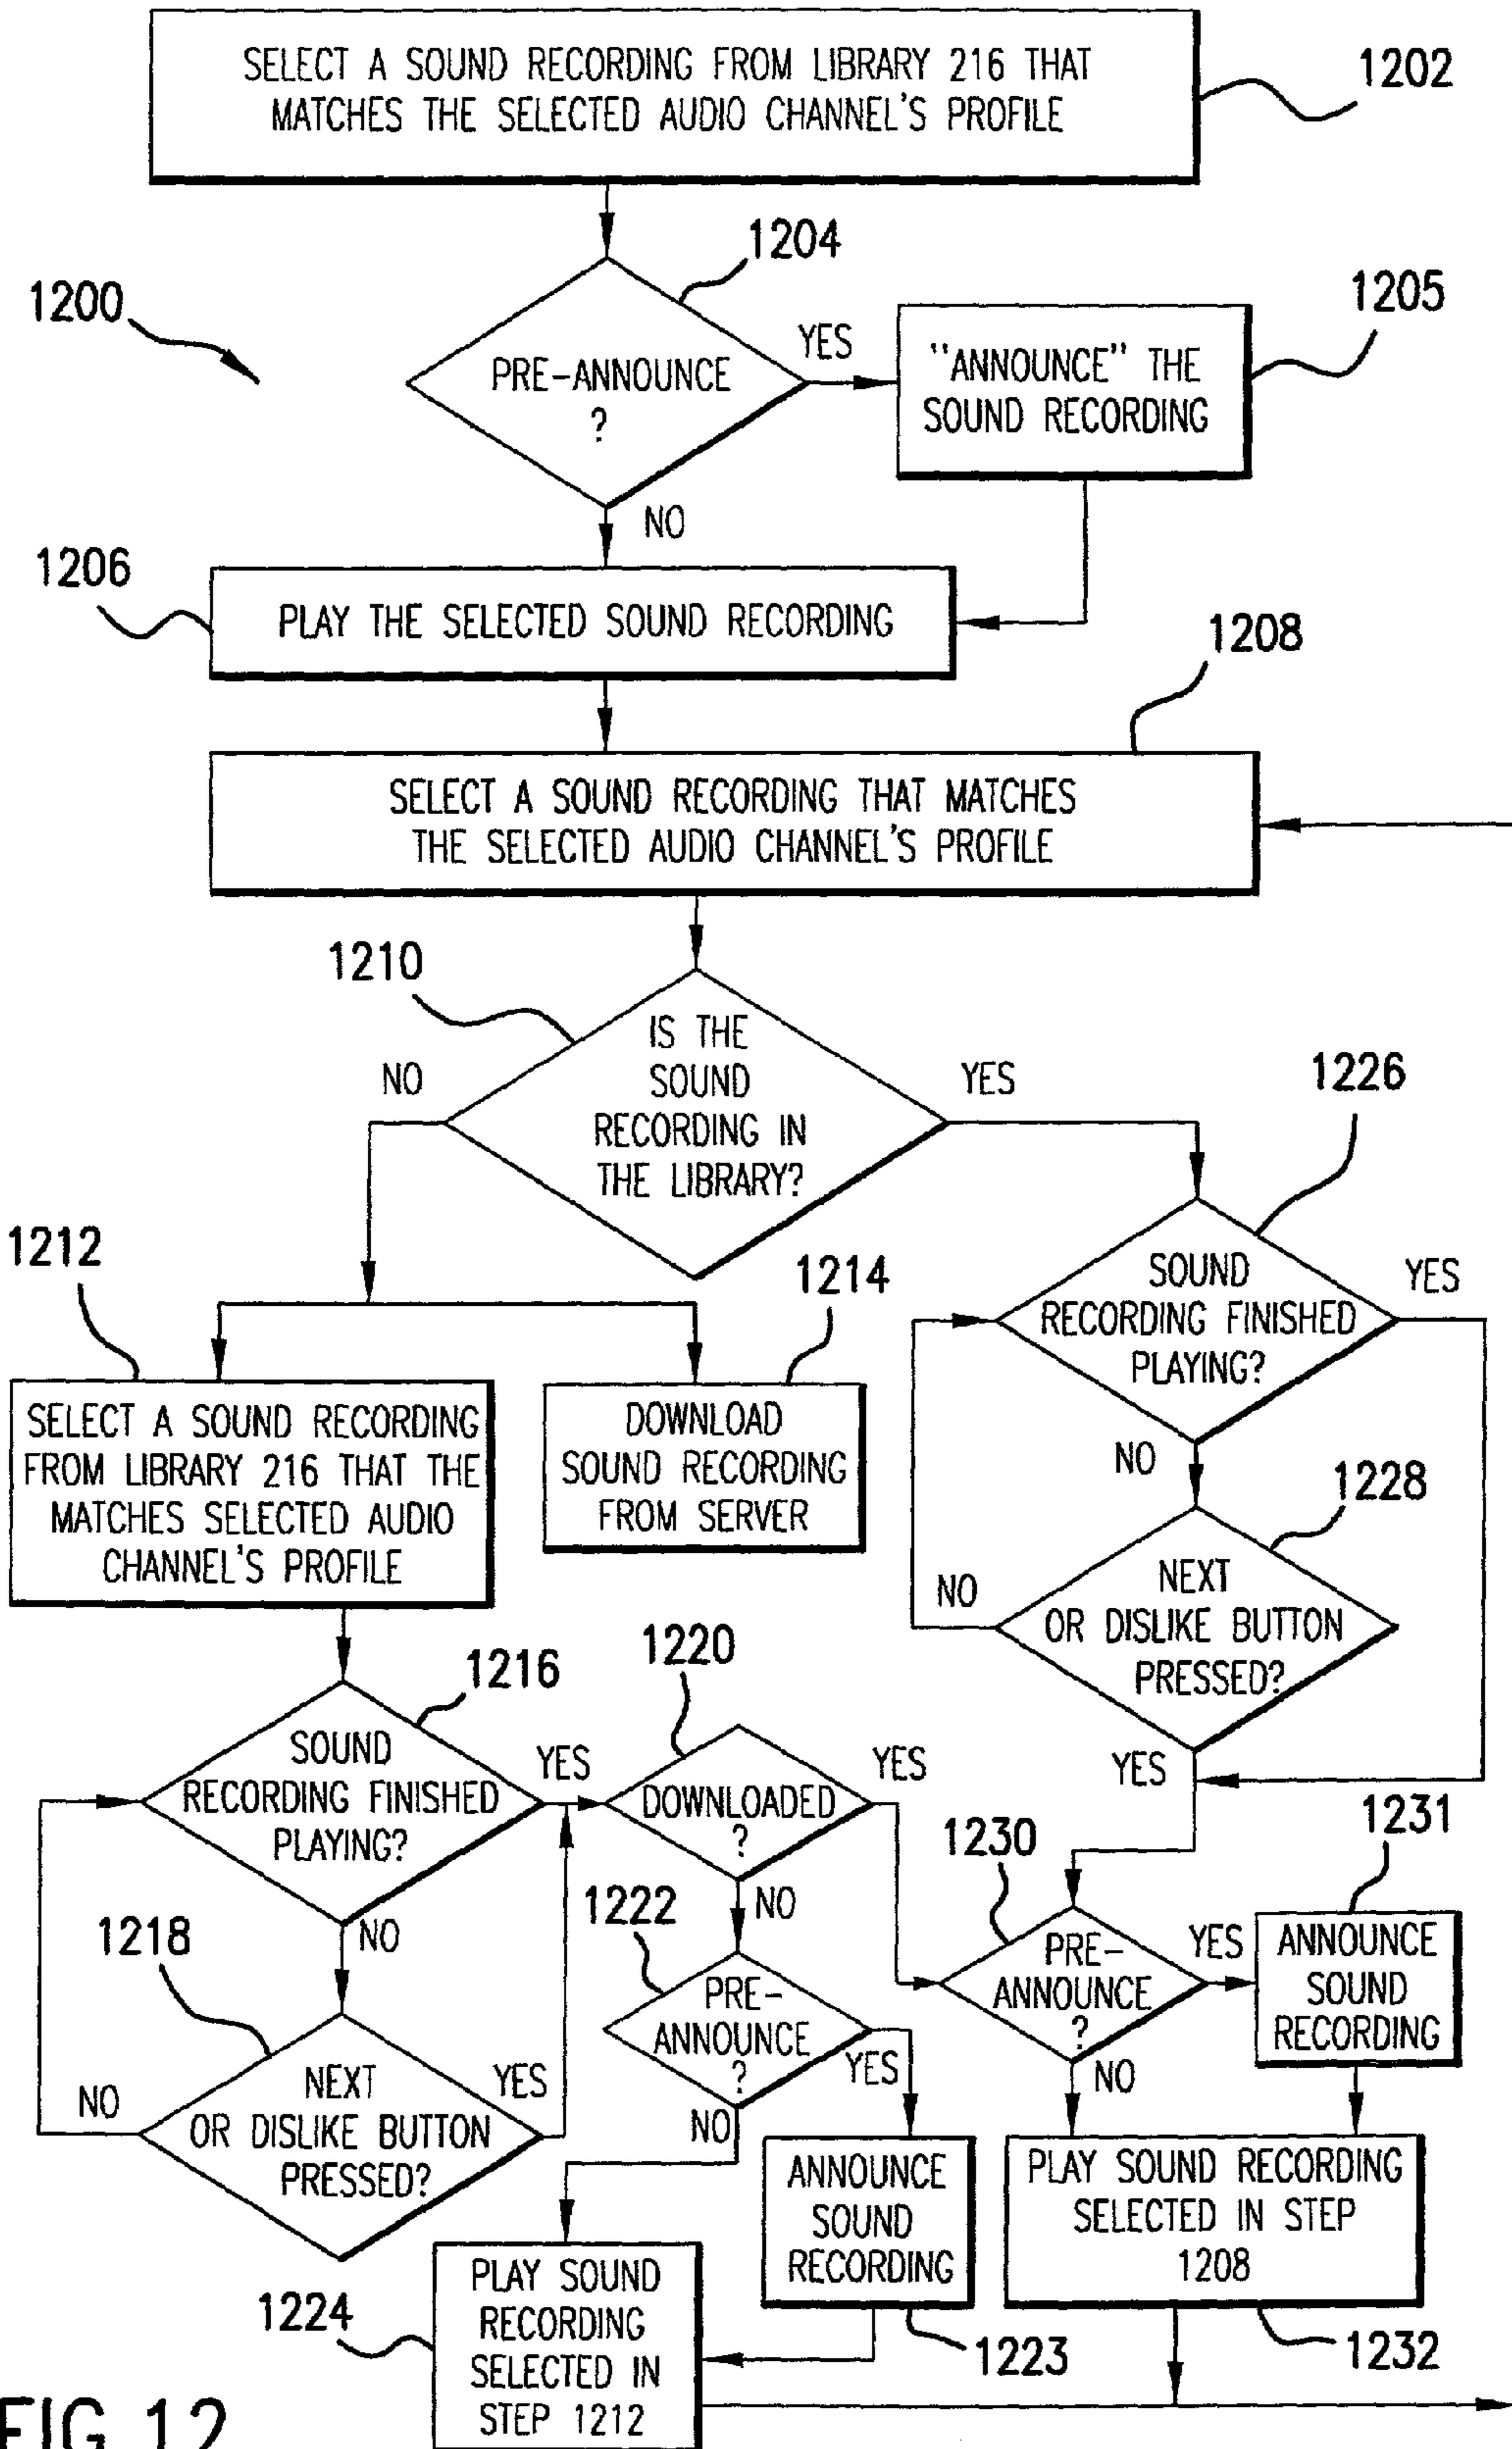 SELECT A SOUND RECORDING FROM LIBRARY 216 THAT
MATCHES THE SELECTED AUDIO CHANNEL'S PROFILE
1202
1204
1200
PRE-ANNOUNCE
?
YES
NO
1205
"ANNOUNCE" THE
SOUND RECORDING
1206
PLAY THE SELECTED SOUND RECORDING
1208
SELECT A SOUND RECORDING THAT MATCHES
THE SELECTED AUDIO CHANNEL'S PROFILE
1210
IS THE
SOUND
RECORDING IN
THE LIBRARY?
NO
YES
1226
SOUND
RECORDING FINISHED
PLAYING?
YES
NO
1212
SELECT A SOUND RECORDING
FROM LIBRARY 216 THAT THE
MATCHES SELECTED AUDIO
CHANNEL'S PROFILE
1214
DOWNLOAD
SOUND RECORDING
FROM SERVER
1228
NEXT
OR DISLIKE BUTTON
PRESSED?
NO
YES
1216
SOUND
RECORDING FINISHED
PLAYING?
YES
NO
1218
NEXT
OR DISLIKE BUTTON
PRESSED?
NO
YES
1220
DOWNLOADED
?
YES
NO
1222
PRE-
ANNOUNCE
?
YES
NO
1230
PRE-
ANNOUNCE
?
YES
NO
1231
ANNOUNCE
SOUND
RECORDING
ANNOUNCE
SOUND
RECORDING
1223
PLAY SOUND RECORDING
SELECTED IN STEP
1208
1232
1224
PLAY SOUND
RECORDING
SELECTED IN
STEP 1212
FIG.12